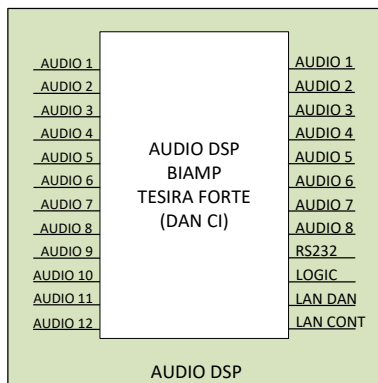 AUDIO 1
AUDIO 2
AUDIO 3
AUDIO 4
AUDIO 5
AUDIO 6
AUDIO 7
AUDIO 8
AUDIO 9
AUDIO 10
AUDIO 11
AUDIO 12
AUDIO DSP
BIAMP
TESIRA FORTE
(DAN CI)
AUDIO 1
AUDIO 2
AUDIO 3
AUDIO 4
AUDIO 5
AUDIO 6
AUDIO 7
AUDIO 8
RS232
LOGIC
LAN DAN
LAN CONT
AUDIO DSP